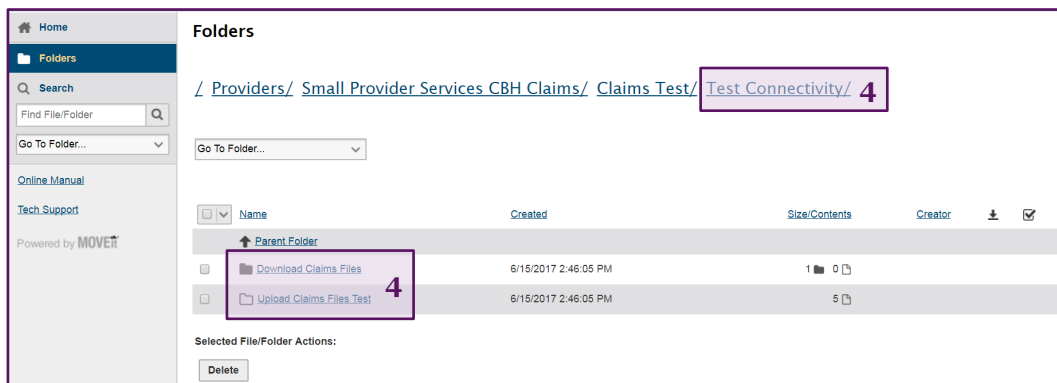 Home
Folders
Search
Find File/Folder
Go To Folder...
Online Manual
Tech Support
Powered by MOVEit
Folders
/ Providers/ Small Provider Services CBH Claims/ Claims Test/ Test Connectivity/ 4
Go To Folder...
Name Created Size/Contents Creator
Parent Folder
Download Claims Files 6/15/2017 2:46:05 PM 1 0
4
Upload Claims Files Test 6/15/2017 2:46:05 PM 5
Selected File/Folder Actions:
Delete